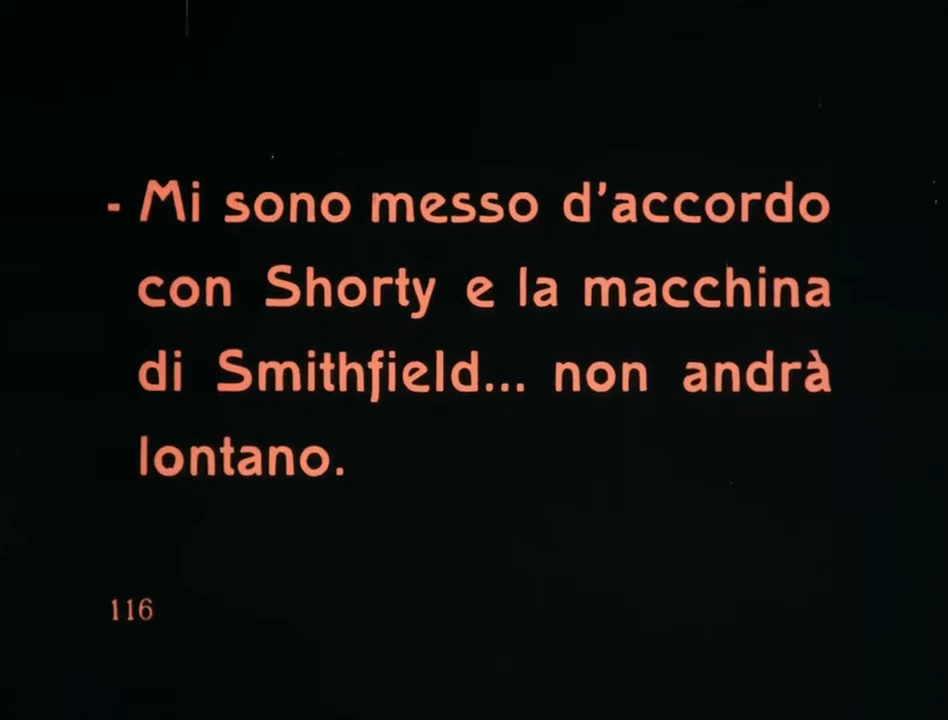 - Mi sono messo d'accordo
con Shorty e la macchina
di Smithfield... non andrà
lontano.
116